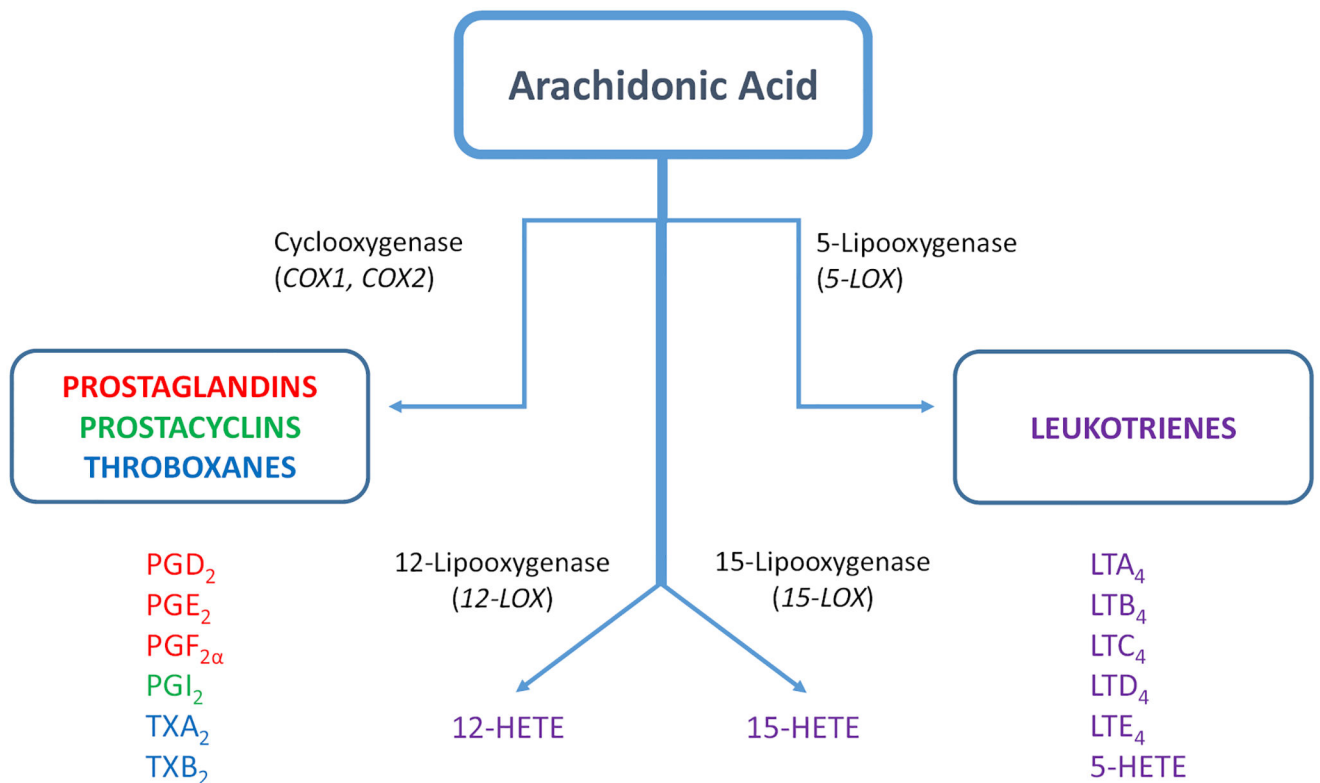 Arachidonic Acid
Cyclooxygenase
(COX1, COX2)
5-Lipooxygenase
(5-LOX)
PROSTAGLANDINS
PROSTACYCLINS
THROBOXANES
LEUKOTRIENES
12-Lipooxygenase
(12-LOX)
15-Lipooxygenase
(15-LOX)
PGD₂
PGE₂
PGF₂α
PGI₂
TXA₂
TXB₂
12-HETE
15-HETE
LTA₄
LTB₄
LTC₄
LTD₄
LTE₄
5-HETE